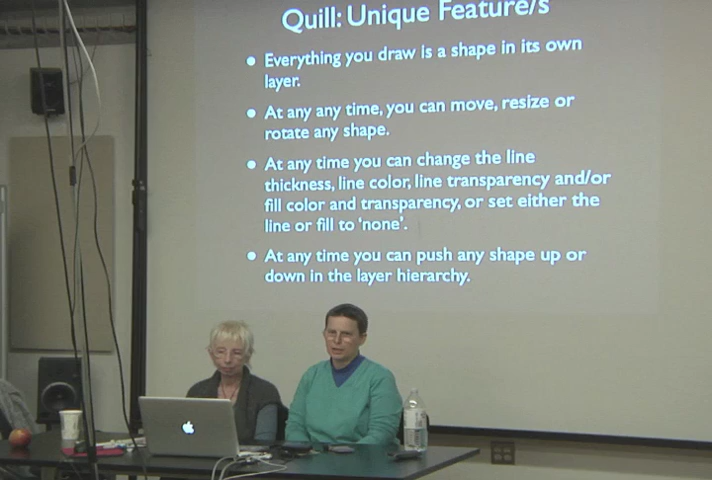 Quill: Unique Feature/s
• Everything you draw is a shape in its own
layer.
• At any any time, you can move, resize or
rotate any shape.
• At any time you can change the line
thickness, line color, line transparency and/or
fill color and transparency, or set either the
line or fill to 'none'.
• At any time you can push any shape up or
down in the layer hierarchy.